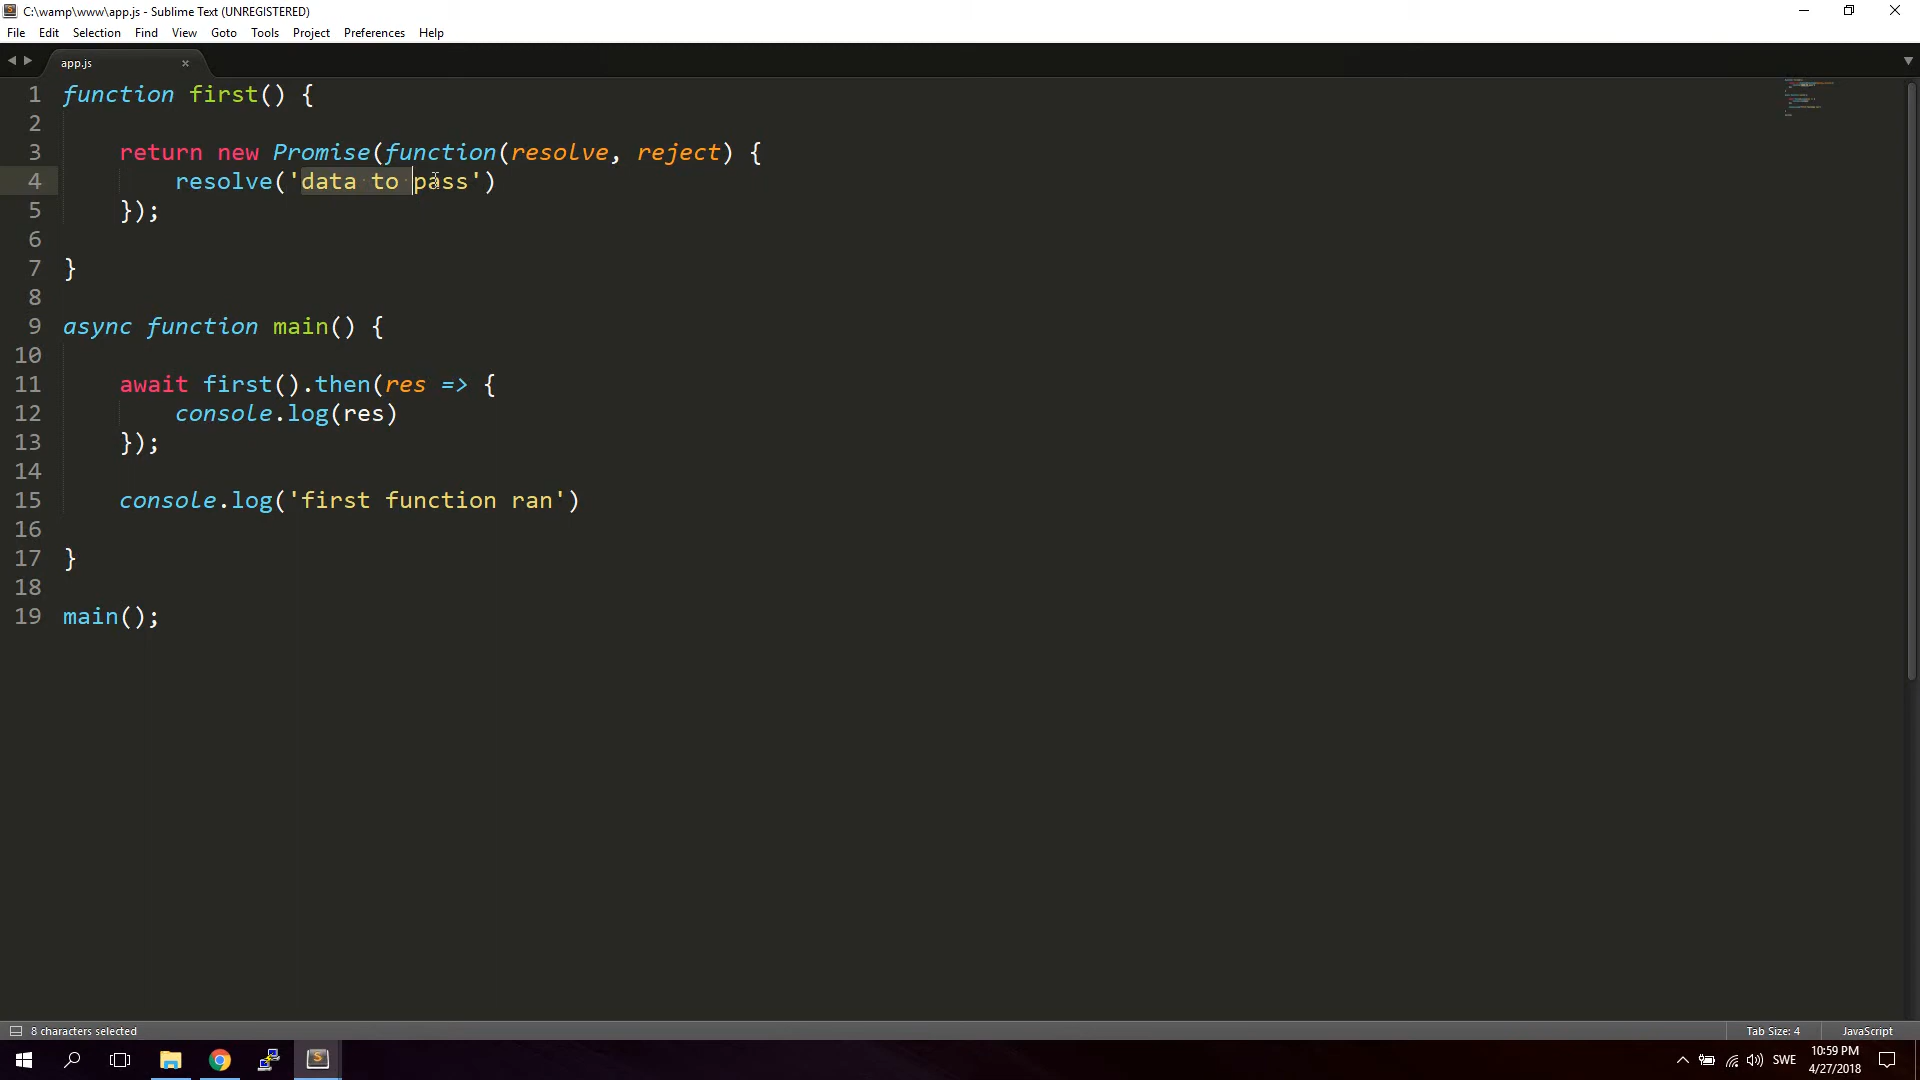 C:\wamp\www\app.js - Sublime Text (UNREGISTERED)
File Edit Selection Find View Goto Tools Project Preferences Help
app.js
1 function first() {
2
3 return new Promise(function(resolve, reject) {
4 resolve('data to pass')
5 });
6
7 }
8
9 async function main() {
10
11 await first().then(res => {
12 console.log(res)
13 });
14
15 console.log('first function ran')
16
17 }
18
19 main();
8 characters selected Tab Size: 4 JavaScript
SWE 10:59 PM
4/27/2018